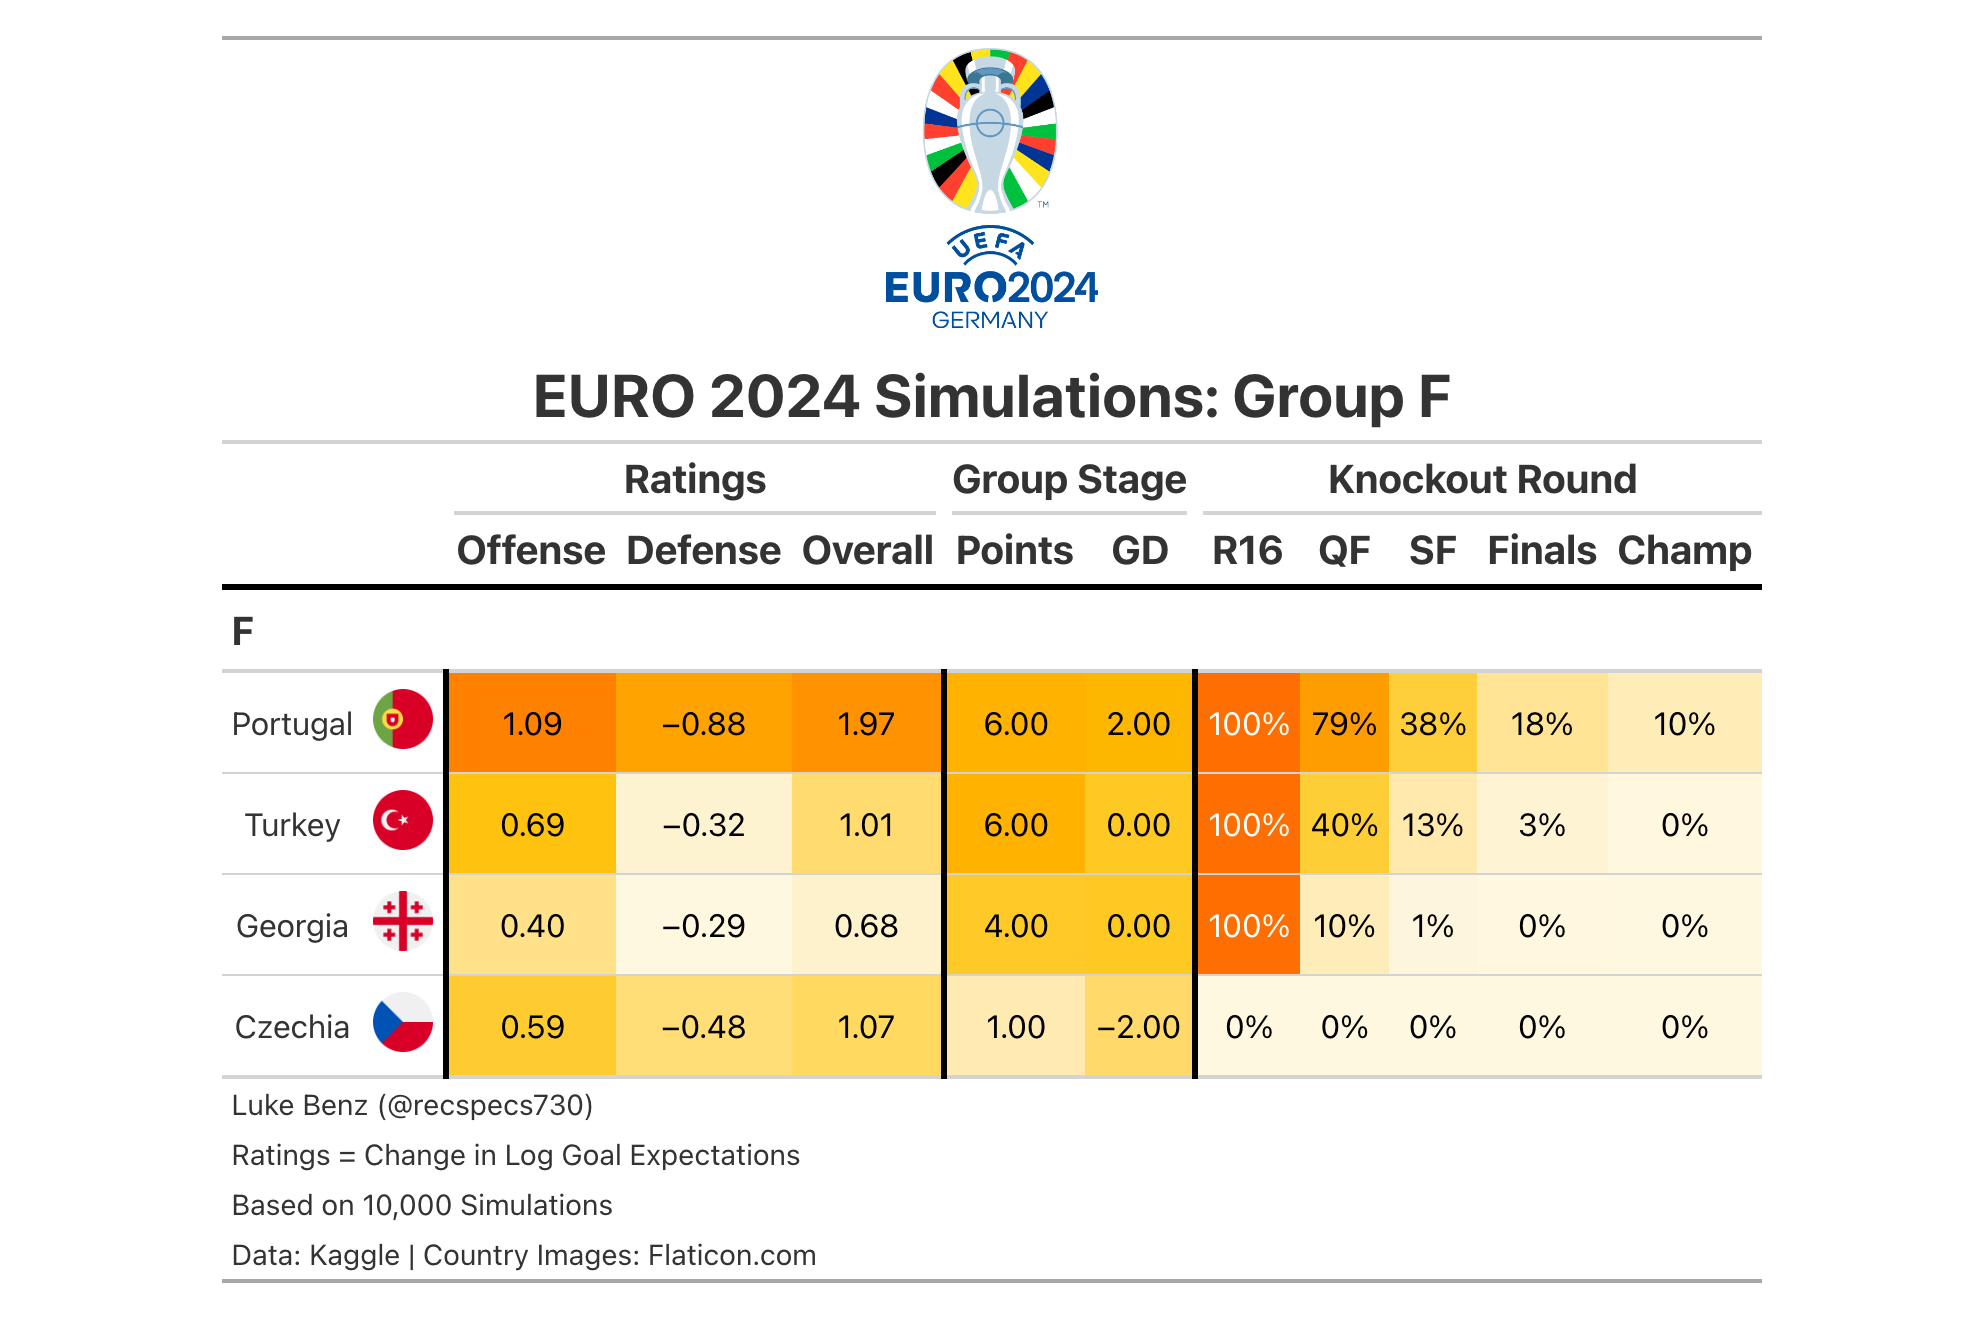 TM
UEFA
EURO2024
GERMANY
EURO 2024 Simulations: Group F
Ratings Group Stage Knockout Round
Offense Defense Overall Points GD R16 QF SF Finals Champ
F
Portugal 1.09 −0.88 1.97 6.00 2.00 100% 79% 38% 18% 10%
Turkey 0.69 −0.32 1.01 6.00 0.00 100% 40% 13% 3% 0%
Georgia 0.40 −0.29 0.68 4.00 0.00 100% 10% 1% 0% 0%
Czechia 0.59 −0.48 1.07 1.00 −2.00 0% 0% 0% 0% 0%
Luke Benz (@recspecs730)
Ratings = Change in Log Goal Expectations
Based on 10,000 Simulations
Data: Kaggle | Country Images: Flaticon.com